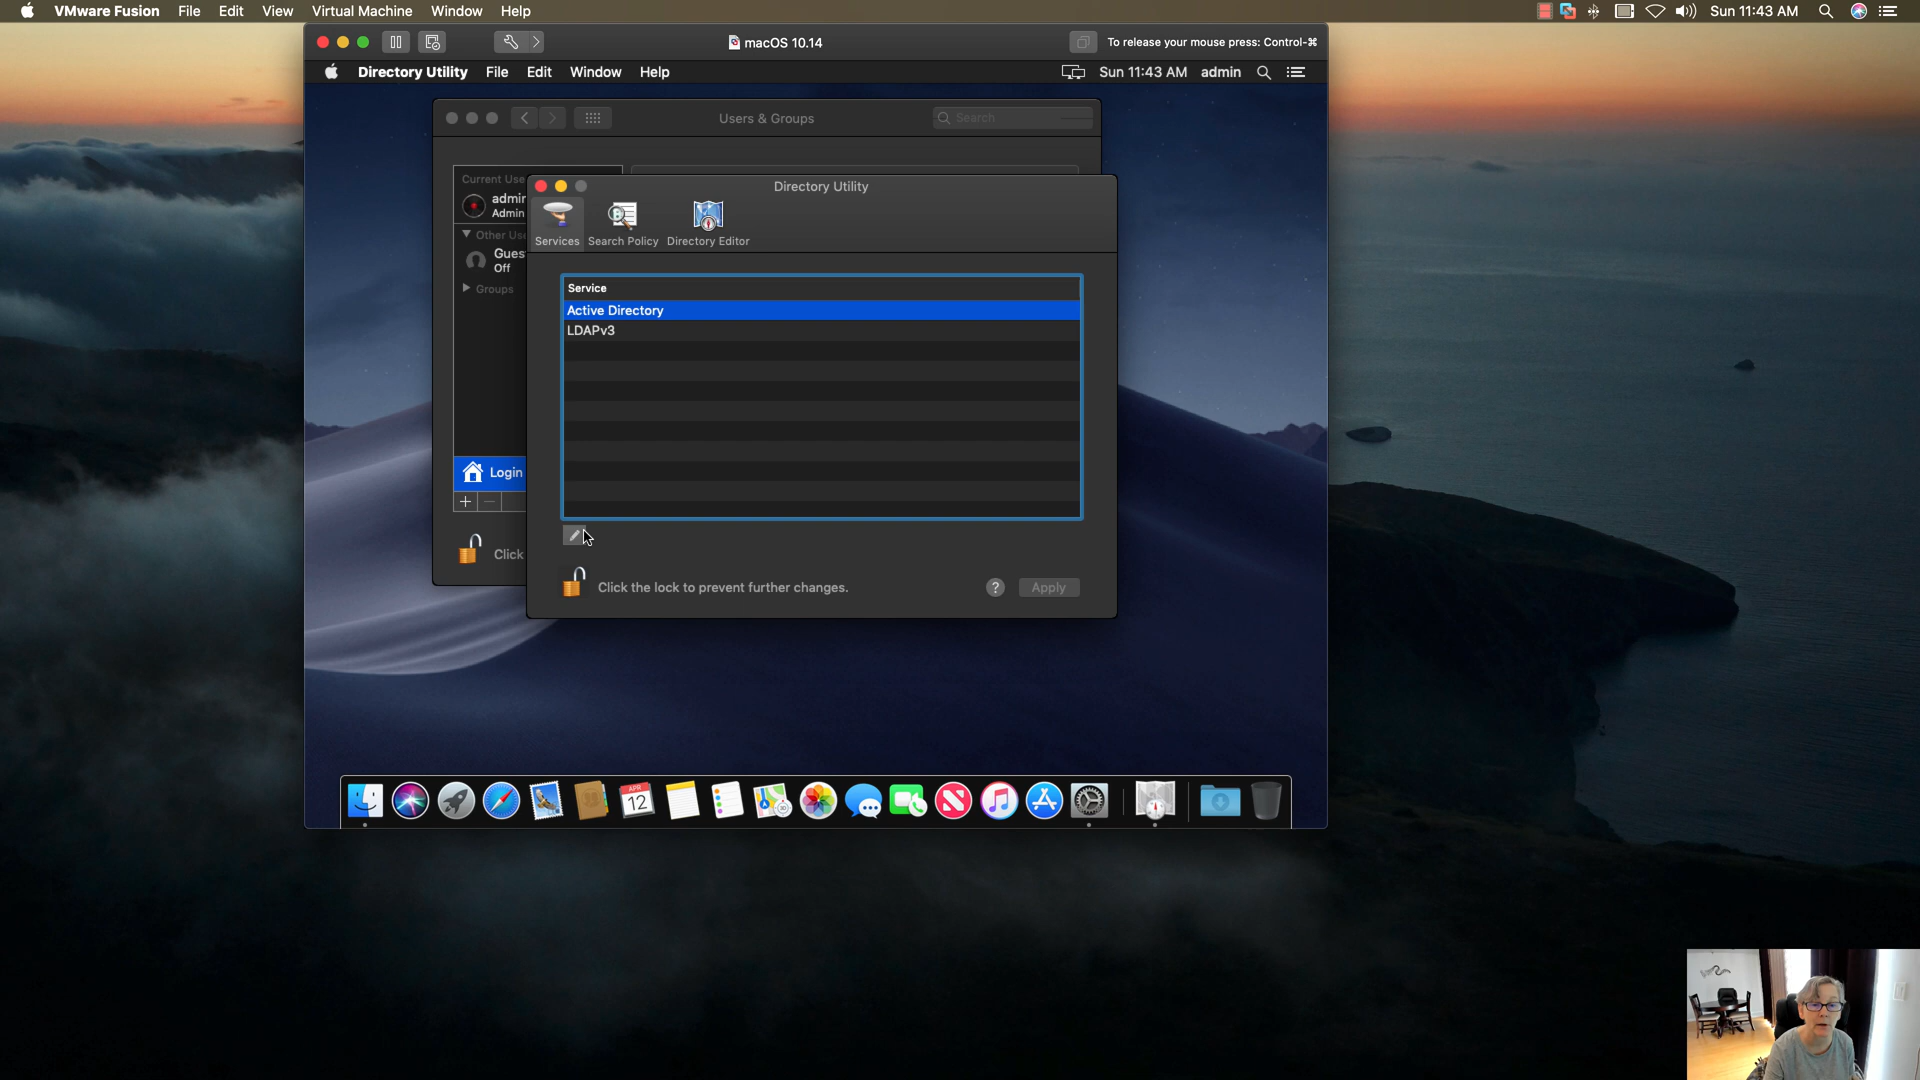 VMware Fusion File Edit View Virtual Machine Window Help Sun 11:43 AM
macOS 10.14 To release your mouse press: Control-⌘
Directory Utility File Edit Window Help Sun 11:43 AM admin
Users & Groups Search
Current Use
admin
Admin
Other Use
Gues
Off
Groups
Login
Click
Directory Utility
Services Search Policy Directory Editor
Service
Active Directory
LDAPv3
Click the lock to prevent further changes. ? Apply
APR
12